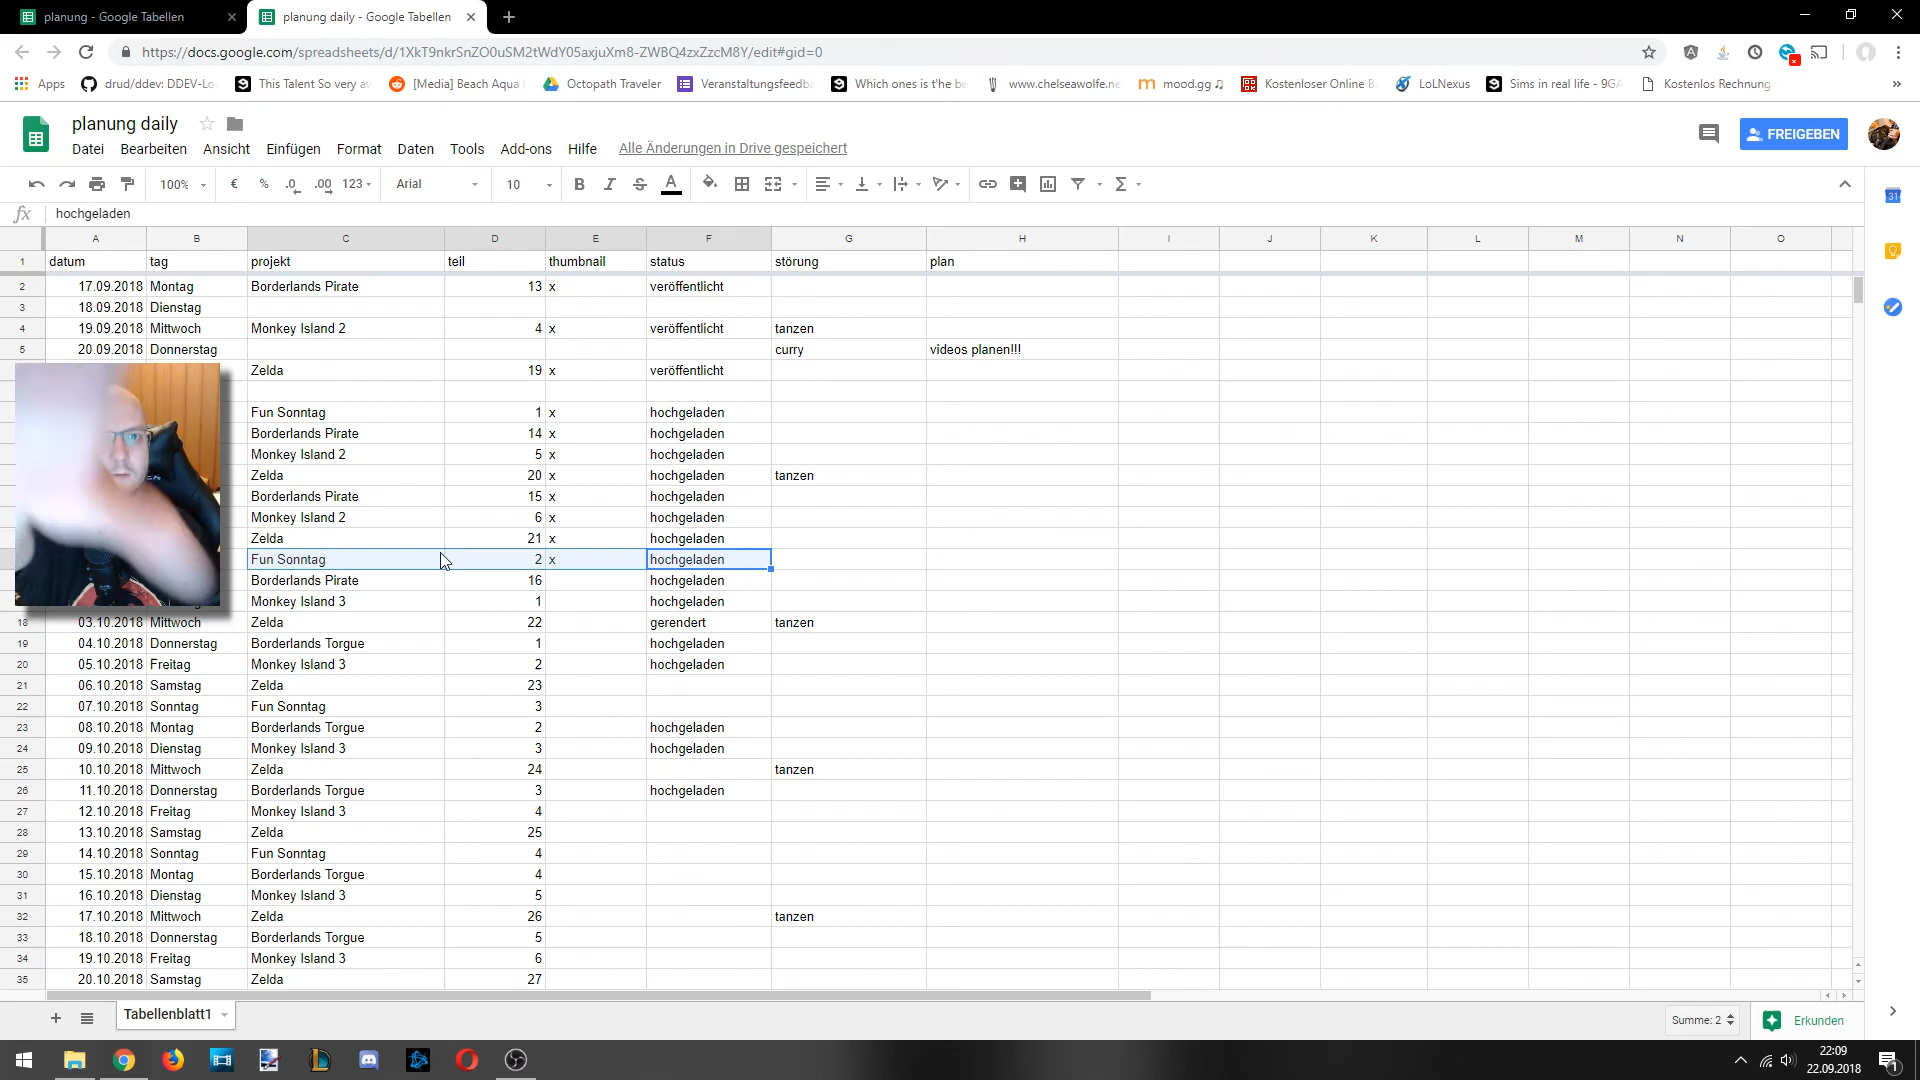 planung - Google Tabellen
planung daily - Google Tabellen
https://docs.google.com/spreadsheets/d/1XkT9nkrSnZO0uSM2tWdY05axjuXm8-ZWBQ4zxZzcM8Y/edit#gid=0
Apps drud/ddev: DDEV-Lo This Talent So very aw [Media] Beach Aqua Octopath Traveler Veranstaltungsfeedba Which ones is t'he be www.chelseawolfe.ne mood.gg ♫ Kostenloser Online B LoLNexus Sims in real life - 9GA Kostenlos Rechnung »
planung daily
FREIGEBEN
Datei Bearbeiten Ansicht Einfügen Format Daten Tools Add-ons Hilfe Alle Änderungen in Drive gespeichert
100% € % .0 .00 123 Arial 10 B I S A Σ
31
fx hochgeladen
A B C D E F G H I J K L M N O
1 datum tag projekt teil thumbnail status störung plan
2 17.09.2018 Montag Borderlands Pirate 13 x veröffentlicht
3 18.09.2018 Dienstag
4 19.09.2018 Mittwoch Monkey Island 2 4 x veröffentlicht tanzen
5 20.09.2018 Donnerstag curry videos planen!!!
Zelda 19 x veröffentlicht
Fun Sonntag 1 x hochgeladen
Borderlands Pirate 14 x hochgeladen
Monkey Island 2 5 x hochgeladen
Zelda 20 x hochgeladen tanzen
Borderlands Pirate 15 x hochgeladen
Monkey Island 2 6 x hochgeladen
Zelda 21 x hochgeladen
Fun Sonntag 2 x hochgeladen
Borderlands Pirate 16 hochgeladen
Monkey Island 3 1 hochgeladen
18 03.10.2018 Mittwoch Zelda 22 gerendert tanzen
19 04.10.2018 Donnerstag Borderlands Torgue 1 hochgeladen
20 05.10.2018 Freitag Monkey Island 3 2 hochgeladen
21 06.10.2018 Samstag Zelda 23
22 07.10.2018 Sonntag Fun Sonntag 3
23 08.10.2018 Montag Borderlands Torgue 2 hochgeladen
24 09.10.2018 Dienstag Monkey Island 3 3 hochgeladen
25 10.10.2018 Mittwoch Zelda 24 tanzen
26 11.10.2018 Donnerstag Borderlands Torgue 3 hochgeladen
27 12.10.2018 Freitag Monkey Island 3 4
28 13.10.2018 Samstag Zelda 25
29 14.10.2018 Sonntag Fun Sonntag 4
30 15.10.2018 Montag Borderlands Torgue 4
31 16.10.2018 Dienstag Monkey Island 3 5
32 17.10.2018 Mittwoch Zelda 26 tanzen
33 18.10.2018 Donnerstag Borderlands Torgue 5
34 19.10.2018 Freitag Monkey Island 3 6
35 20.10.2018 Samstag Zelda 27
Tabellenblatt1
Summe: 2
Erkunden
22:09
22.09.2018
1